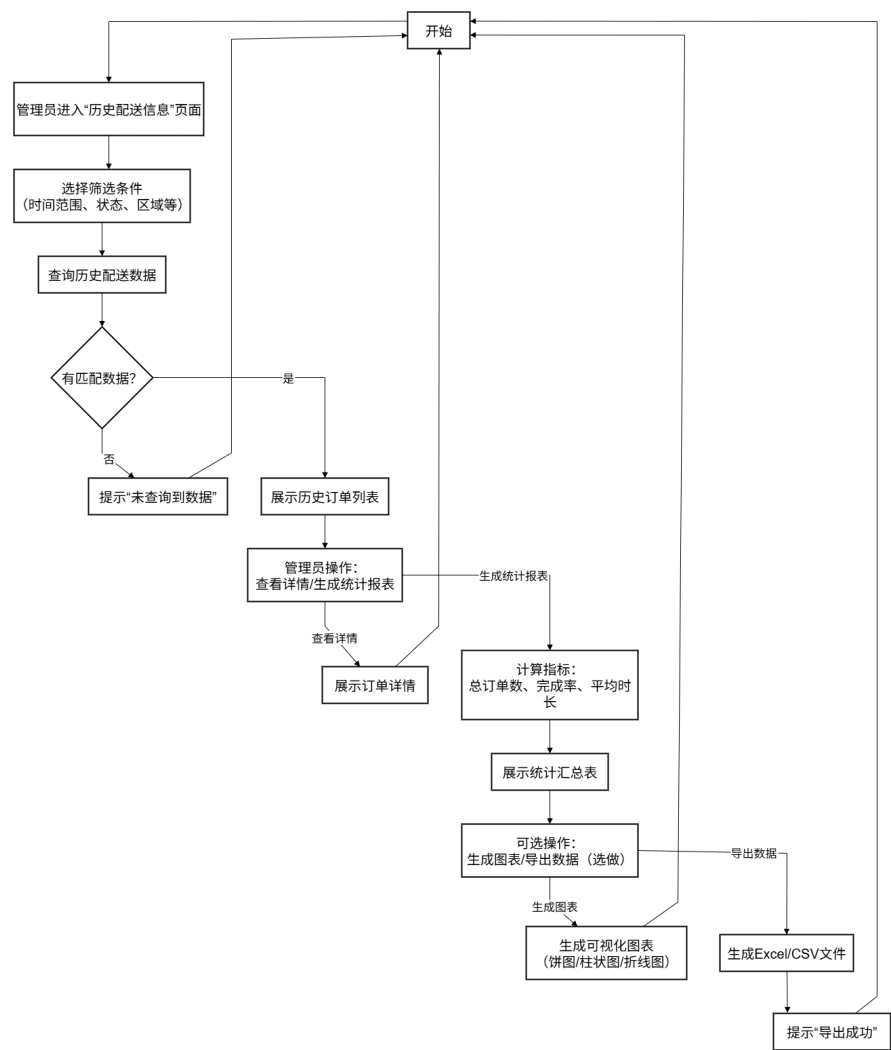 开始
管理员进入“历史配送信息”页面
选择筛选条件
（时间范围、状态、区域等）
查询历史配送数据
有匹配数据？
是
否
提示“未查询到数据”
展示历史订单列表
管理员操作：
查看详情/生成统计报表
生成统计报表
查看详情
展示订单详情
计算指标：
总订单数、完成率、平均时
长
展示统计汇总表
可选操作：
生成图表/导出数据（选做）
导出数据
生成图表
生成可视化图表
（饼图/柱状图/折线图）
生成Excel/CSV文件
提示“导出成功”